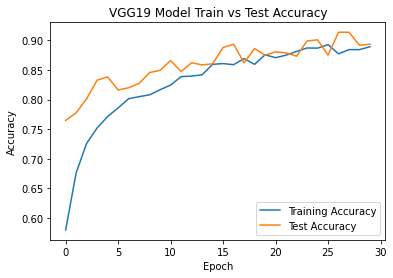 VGG19 Model Train vs Test Accuracy
Accuracy
0.90
0.85
0.80
0.75
0.70
0.65
0.60
0
5
10
15
20
25
30
Epoch
Training Accuracy
Test Accuracy